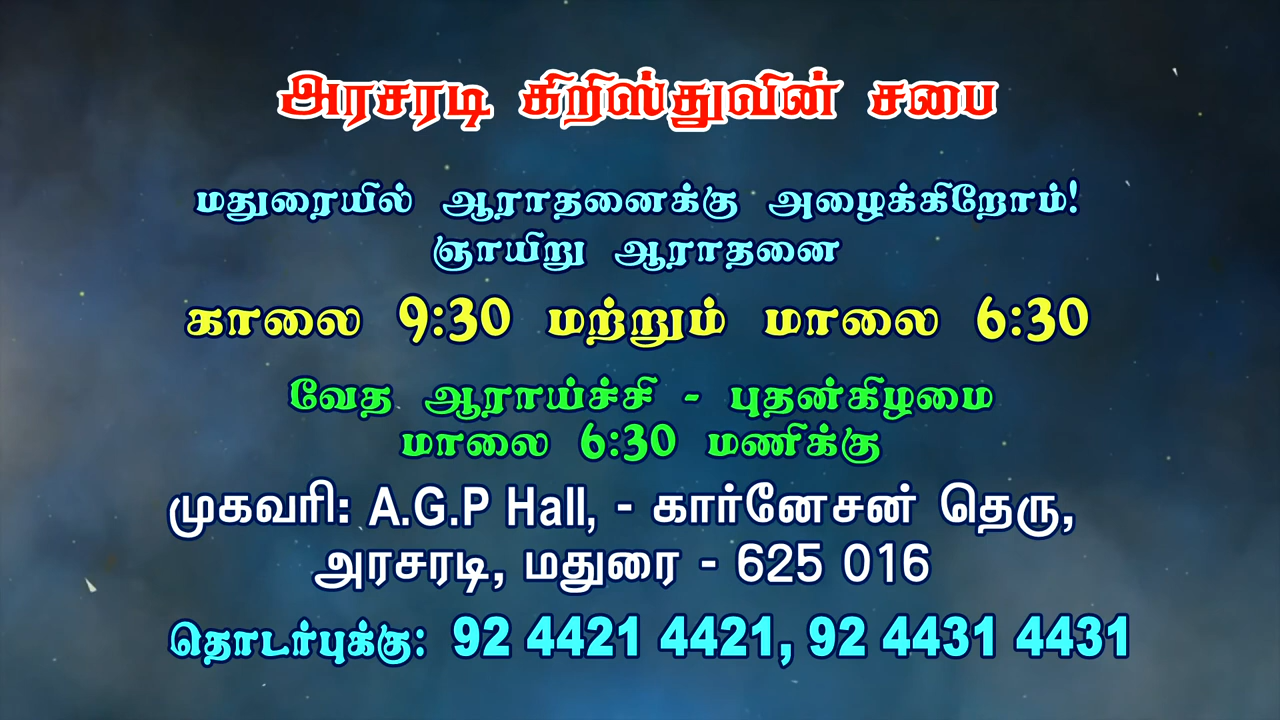 அரசரடி கிறிஸ்துவின் சபை
மதுரையில் ஆராதனைக்கு அழைக்கிறோம்!
ஞாயிறு ஆராதனை
காலை 9:30 மற்றும் மாலை 6:30
வேத ஆராய்ச்சி - புதன்கிழமை
மாலை 6:30 மணிக்கு
முகவரி: A.G.P Hall, - கார்னேசன் தெரு,
அரசரடி, மதுரை - 625 016
தொடர்புக்கு: 92 4421 4421, 92 4431 4431